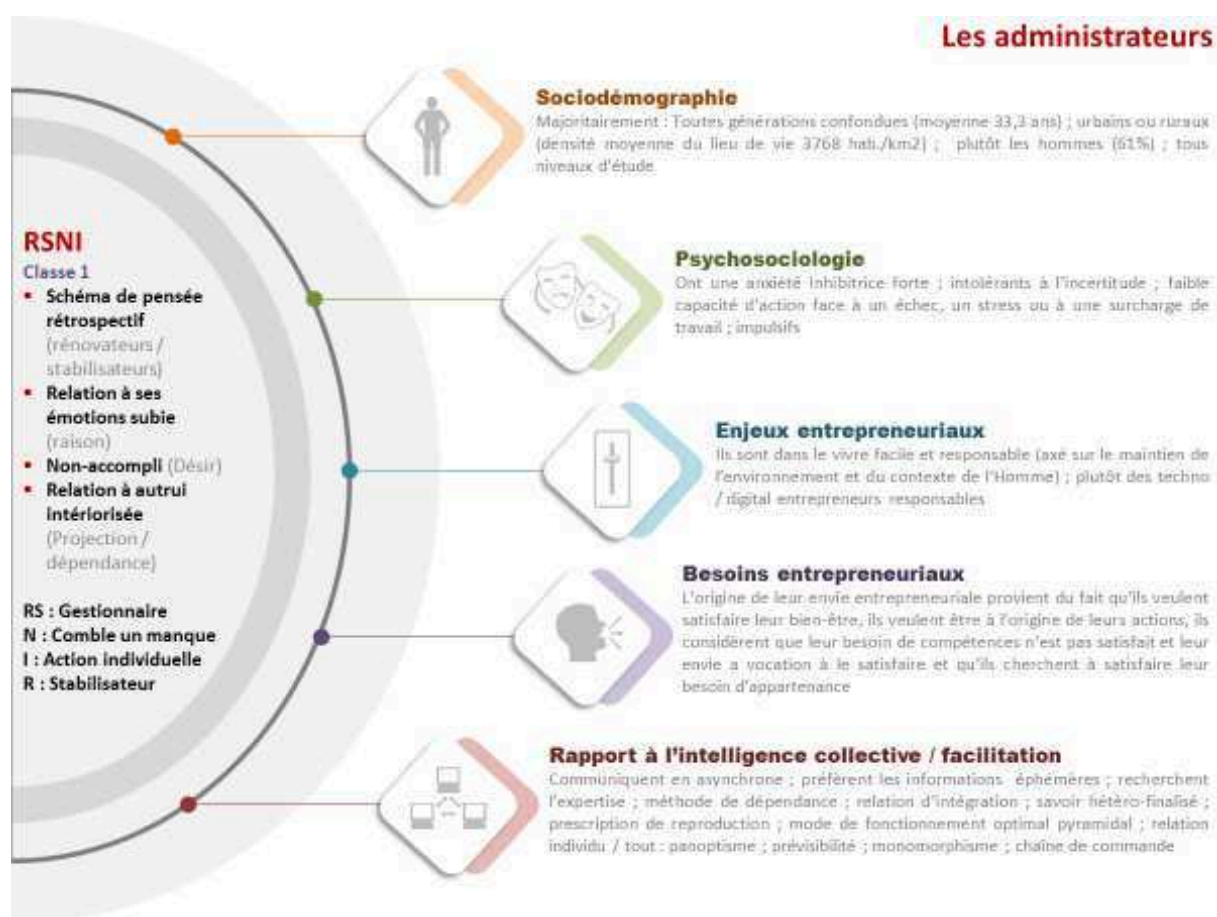 Les administrateurs
RSNI
Classe 1
▪ Schéma de pensée
rétrospectif
(rénovateurs /
stabilisateurs)
▪ Relation à ses
émotions subie
(raison)
▪ Non-accompli (Désir)
▪ Relation à autrui
intériorisée
(Projection /
dépendance)
RS : Gestionnaire
N : Comble un manque
I : Action individuelle
R : Stabilisateur
Sociodémographie
Majoritairement : Toutes générations confondues (moyenne 33,3 ans) ; urbains ou ruraux
(densité moyenne du lieu de vie 3768 hab./km2) ; plutôt les hommes (61%) ; tous
niveaux d'étude
Psychosociologie
Ont une anxiété inhibitrice forte ; intolérants à l'incertitude ; faible
capacité d'action face à un échec, un stress ou à une surcharge de
travail ; impulsifs
Enjeux entrepreneuriaux
Ils sont dans le vivre facile et responsable (axé sur le maintien de
l'environnement et du contexte de l'Homme) ; plutôt des techno
/ digital entrepreneurs responsables
Besoins entrepreneuriaux
L'origine de leur envie entrepreneuriale provient du fait qu'ils veulent
satisfaire leur bien-être, ils veulent être à l'origine de leurs actions, ils
considèrent que leur besoin de compétences n'est pas satisfait et leur
envie a vocation à le satisfaire et qu'ils cherchent à satisfaire leur
besoin d'appartenance
Rapport à l'intelligence collective / facilitation
Communiquent en asynchrone ; préfèrent les informations éphémères ; recherchent
l'expertise ; méthode de dépendance ; relation d'intégration ; savoir hétéro-finalisé ;
prescription de reproduction ; mode de fonctionnement optimal pyramidal ; relation
individu / tout : panoptisme ; prévisibilité ; monomorphisme ; chaîne de commande